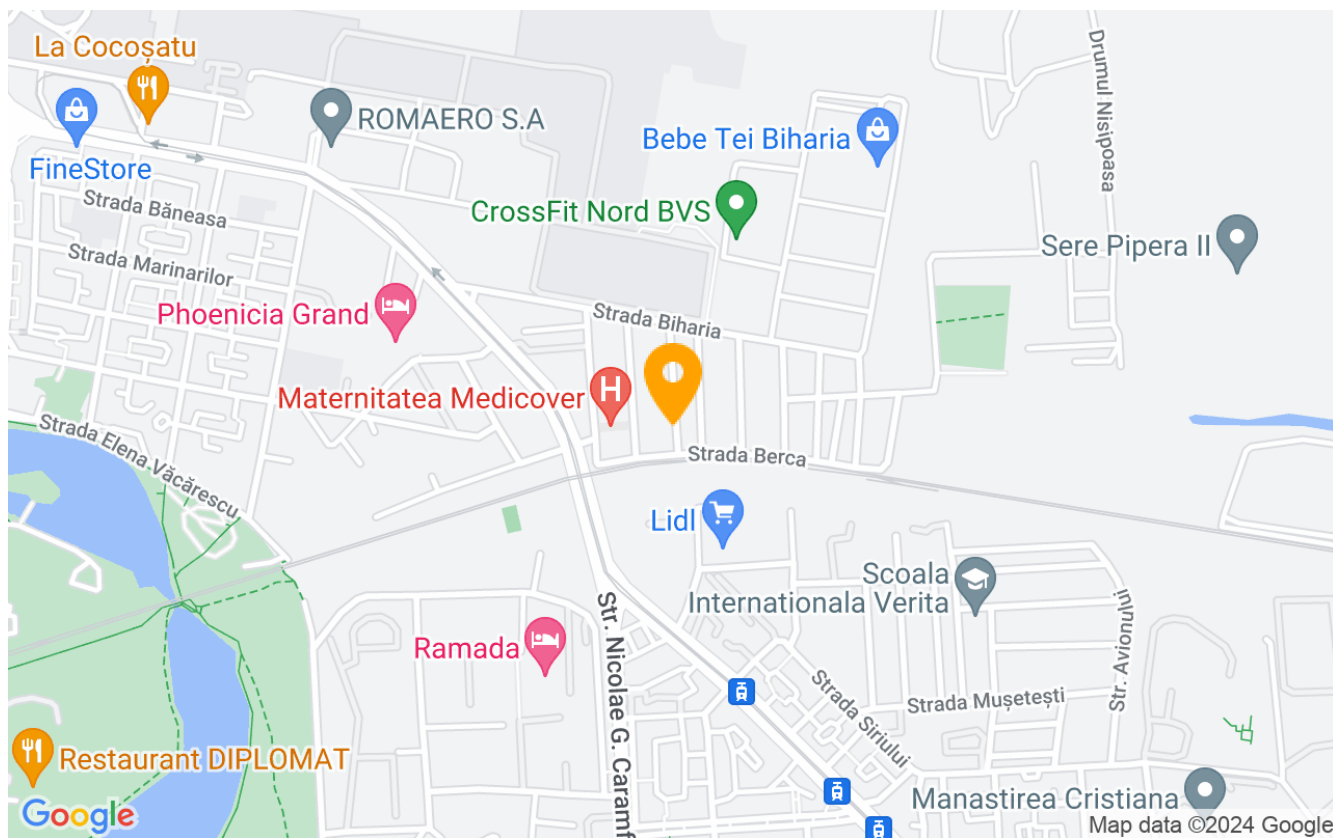 La Cocoșatu
FineStore
ROMAERO S.A
Bebe Tei Biharia
CrossFit Nord BVS
Drumul Nisipoasa
Sere Pipera II
Strada Băneasa
Strada Marinarilor
Phoenicia Grand
Strada Biharia
Maternitatea Medicover
H
Strada Elena Văcărescu
Strada Berca
Lidl
Scoala
Internationala Verita
Str. Nicolae G. Caramf
Ramada
Str. Avionului
Strada Mușetești
Strada Siriului
Restaurant DIPLOMAT
Manastirea Cristiana
Google
Map data ©2024 Google